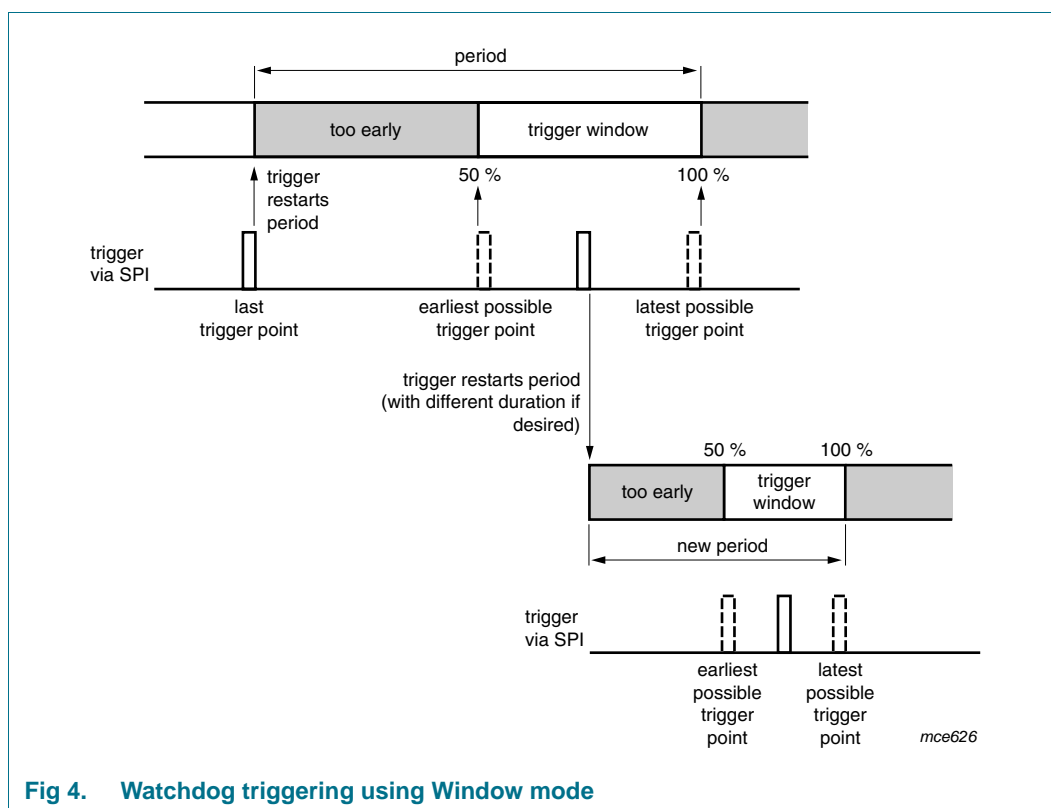 period
too early
trigger window
trigger
restarts
period
50 %
100 %
trigger
via SPI
last
trigger point
earliest possible
trigger point
latest possible
trigger point
trigger restarts period
(with different duration if
desired)
50 %
100 %
too early
trigger
window
new period
trigger
via SPI
earliest
possible
trigger
point
latest
possible
trigger
point
mce626
Fig 4. Watchdog triggering using Window mode